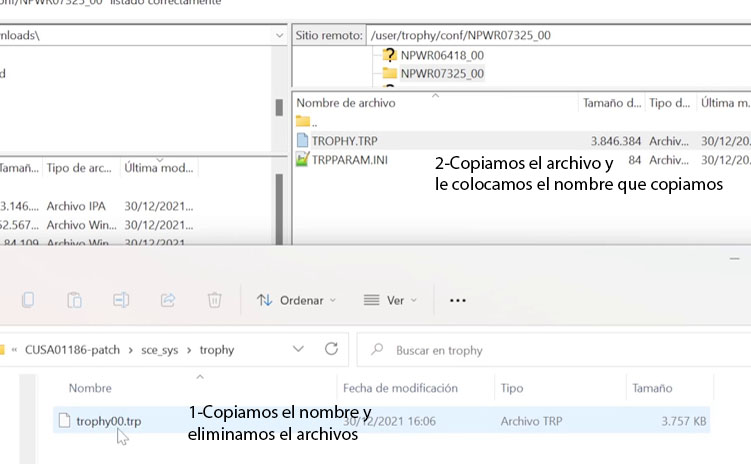 conf/NPWR07325_00" listado correctamente
nloads\
Sitio remoto: /user/trophy/conf/NPWR07325_00
NPWR06418_00
d
NPWR07325_00
Nombre de archivo Tamaño d... Tipo d... Última m...
..
TROPHY.TRP 3.846.384 Archiv... 30/12/20...
TRPPARAM.INI 84 Archiv... 30/12/20...
2-Copiamos el archivo y
le colocamos el nombre que copiamos
Tamañ... Tipo de arc... Última mod...
3.146.... Archivo IPA 30/12/2021...
52.567... Archivo Win... 30/12/2021...
84.109 Archivo Win... 30/12/2021...
Ordenar Ver ...
« CUSA01186-patch > sce_sys > trophy
Buscar en trophy
Nombre Fecha de modificación Tipo Tamaño
trophy00.trp 30/12/2021 16:06 Archivo TRP 3.757 KB
1-Copiamos el nombre y
eliminamos el archivos